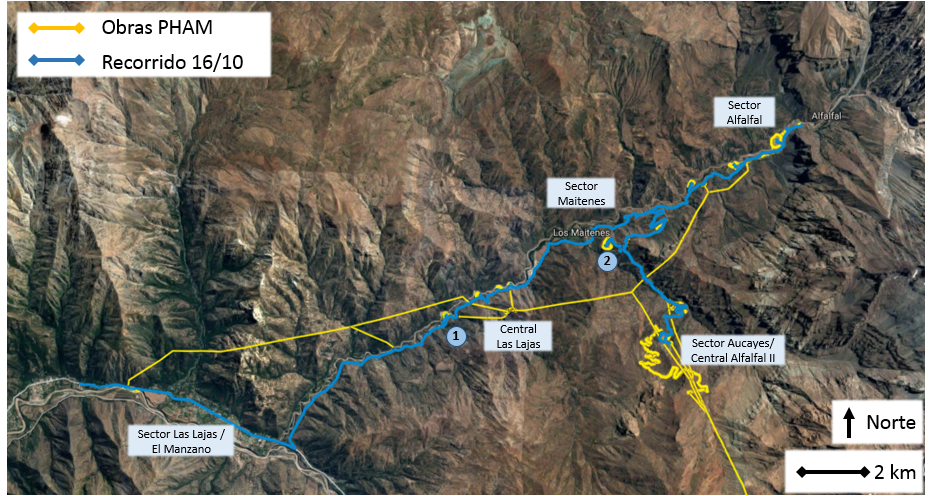 Obras PHAM
Recorrido 16/10
Sector
Alfalfal
Alfalfal
Sector
Maitenes
Los Maitenes
2
1
Central
Las Lajas
Sector Aucayes/
Central Alfalfal II
Sector Las Lajas /
El Manzano
Norte
2 km